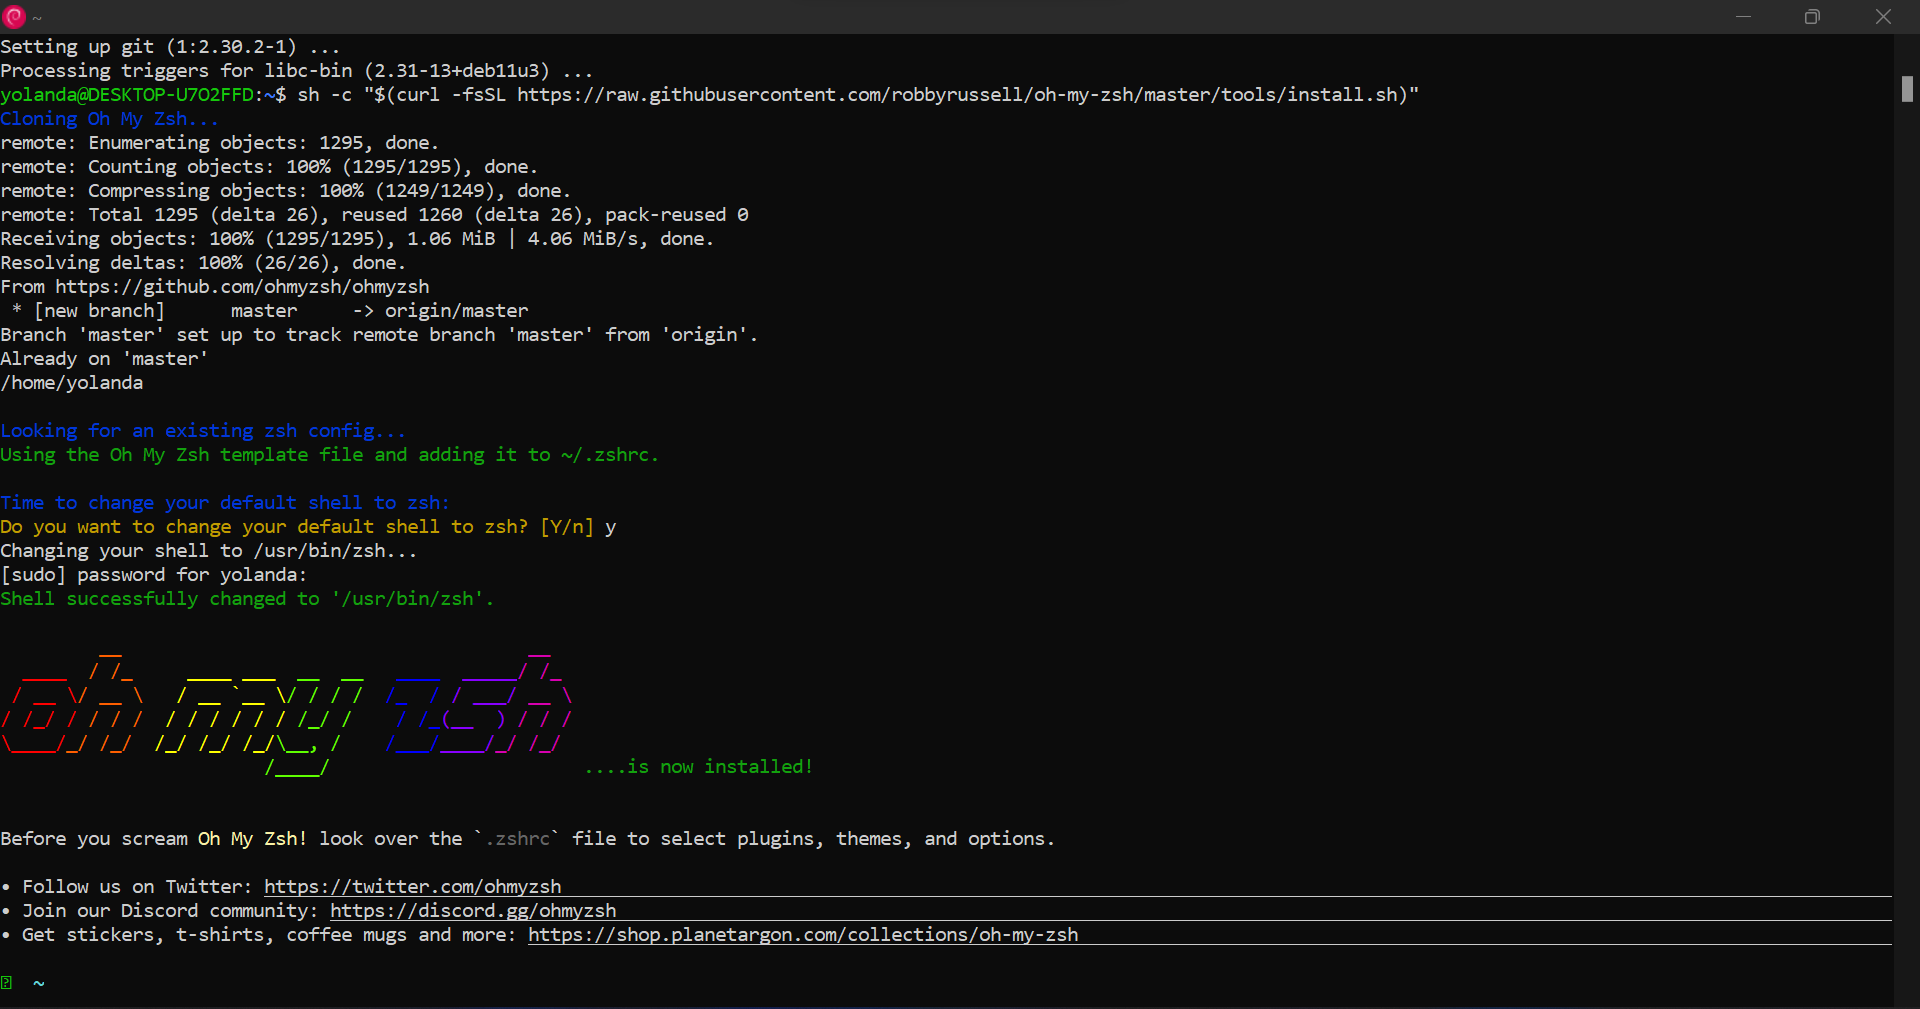 ~
Setting up git (1:2.30.2-1) ...
Processing triggers for libc-bin (2.31-13+deb11u3) ...
yolanda@DESKTOP-U7O2FFD:~$ sh -c "$(curl -fsSL https://raw.githubusercontent.com/robbyrussell/oh-my-zsh/master/tools/install.sh)"
Cloning Oh My Zsh...
remote: Enumerating objects: 1295, done.
remote: Counting objects: 100% (1295/1295), done.
remote: Compressing objects: 100% (1249/1249), done.
remote: Total 1295 (delta 26), reused 1260 (delta 26), pack-reused 0
Receiving objects: 100% (1295/1295), 1.06 MiB | 4.06 MiB/s, done.
Resolving deltas: 100% (26/26), done.
From https://github.com/ohmyzsh/ohmyzsh
 * [new branch]      master     -> origin/master
Branch 'master' set up to track remote branch 'master' from 'origin'.
Already on 'master'
/home/yolanda
Looking for an existing zsh config...
Using the Oh My Zsh template file and adding it to ~/.zshrc.
Time to change your default shell to zsh:
Do you want to change your default shell to zsh? [Y/n] y
Changing your shell to /usr/bin/zsh...
[sudo] password for yolanda:
Shell successfully changed to '/usr/bin/zsh'.
oh my zsh
....is now installed!
Before you scream Oh My Zsh! look over the `.zshrc` file to select plugins, themes, and options.
• Follow us on Twitter: https://twitter.com/ohmyzsh
• Join our Discord community: https://discord.gg/ohmyzsh
• Get stickers, t-shirts, coffee mugs and more: https://shop.planetargon.com/collections/oh-my-zsh
~